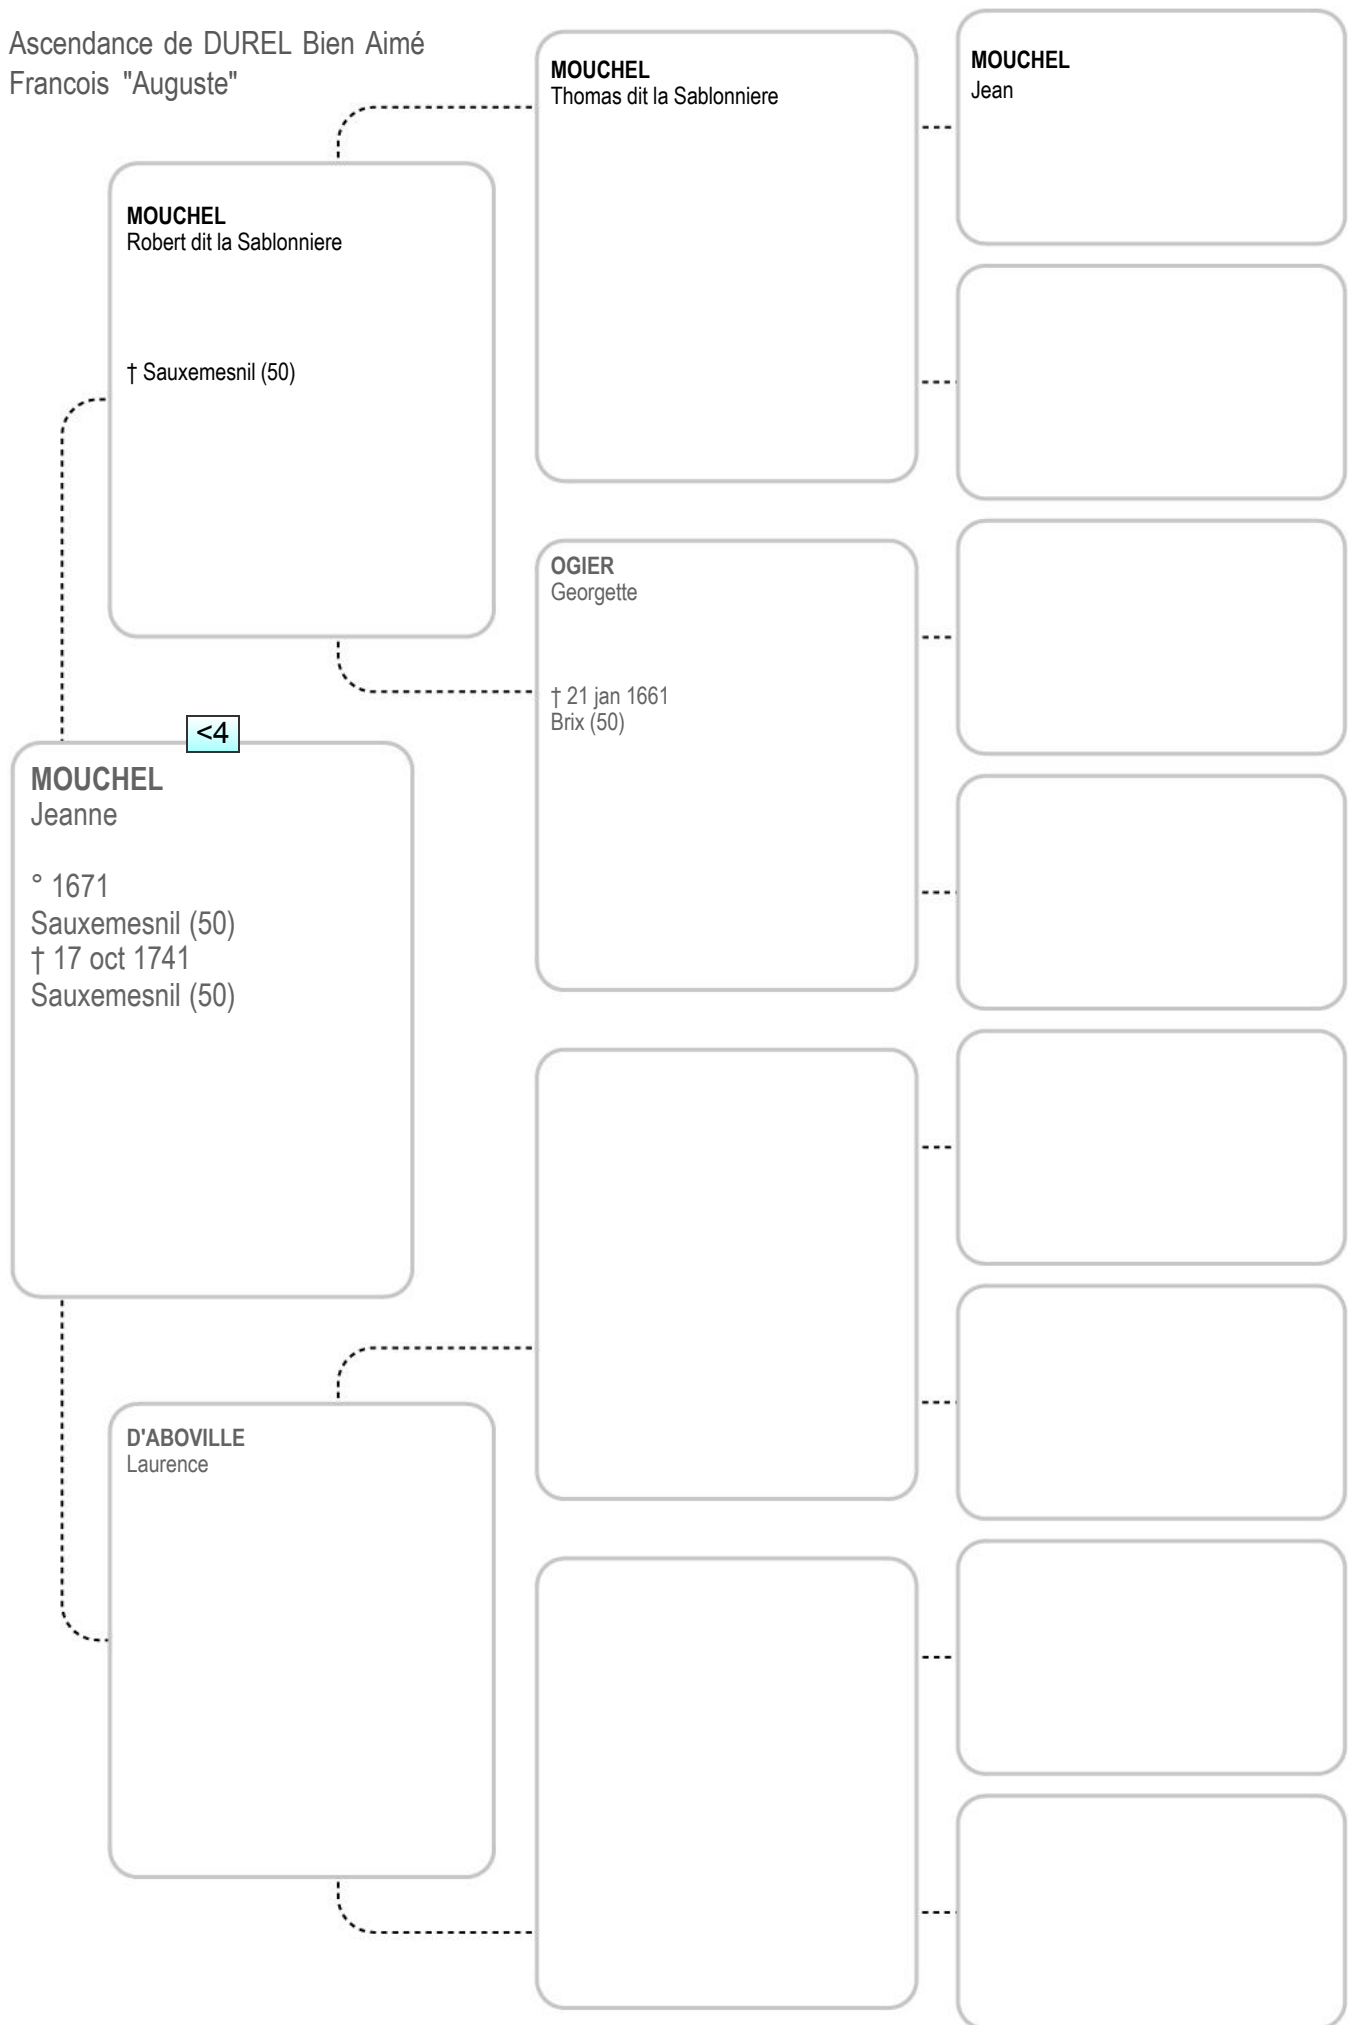 Ascendance de DUREL Bien Aimé
Francois "Auguste"
MOUCHEL
Jean
MOUCHEL
Thomas dit la Sablonniere
MOUCHEL
Robert dit la Sablonniere
† Sauxemesnil (50)
OGIER
Georgette
† 21 jan 1661
Brix (50)
<4
MOUCHEL
Jeanne
° 1671
Sauxemesnil (50)
† 17 oct 1741
Sauxemesnil (50)
D'ABOVILLE
Laurence